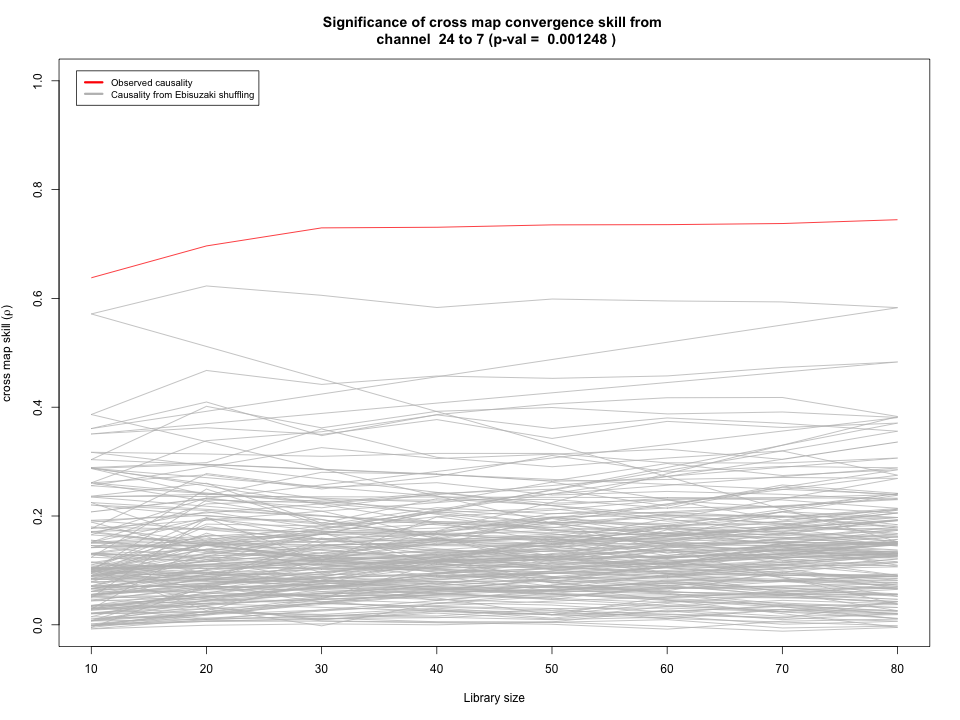 Significance of cross map convergence skill from
channel  24 to 7 (p-val =  0.001248 )
Observed causality
Causality from Ebisuzaki shuffling
cross map skill (ρ)
1.0
0.8
0.6
0.4
0.2
0.0
10 20 30 40 50 60 70 80
Library size